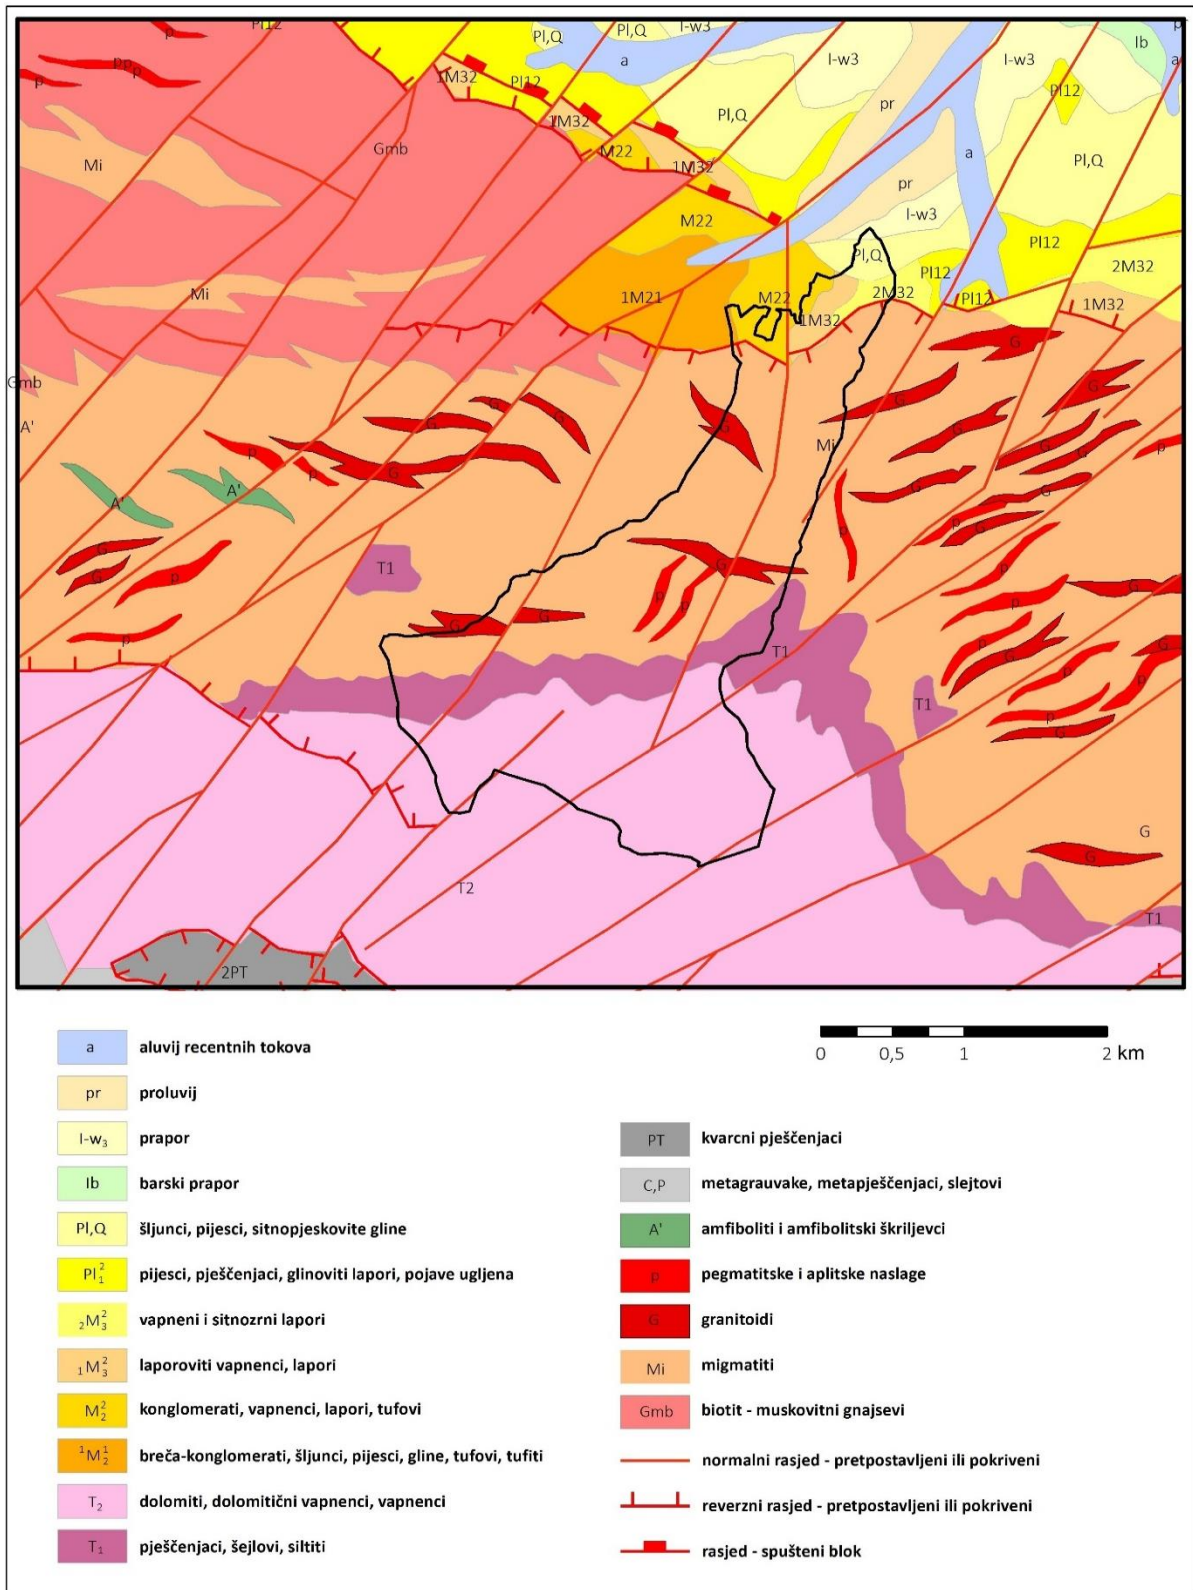 p
Pl12
Pl,Q
Pl,Q
l-w3
lb
p
a
l-w3
l-w3
a
ppp
p
1M32
Pl12
Pl12
pr
Pl,Q
1M32
Gmb
M22
1M32
a
Pl,Q
Mi
pr
l-w3
M22
Pl12
Pl,Q
Pl12
2M32
Mi
1M21
M22
2M32
Pl12
1M32
1M32
G
Gmb
G
G
G
G
G
A'
G
G
Mi
G
G
p
p
p
G
G
A'
A'
G
G
p
p
G
G
G
p
T1
G
p
G
p
p
p
p
G
G
p
G
p
T1
G
p
T1
p
G
G
G
T2
T1
2PT
a aluvij recentnih tokova
pr proluvij
l-w₃ prapor
lb barski prapor
Pl,Q šljunci, pijesci, sitnopjeskovite gline
Pl₁² pijesci, pješčenjaci, glinoviti lapori, pojave ugljena
₂M₃² vapneni i sitnozrni lapori
₁M₃² laporoviti vapnenci, lapori
M₂² konglomerati, vapnenci, lapori, tufovi
¹M₂¹ breča-konglomerati, šljunci, pijesci, gline, tufovi, tufiti
T₂ dolomiti, dolomitični vapnenci, vapnenci
T₁ pješčenjaci, šejlovi, siltiti
0 0,5 1 2 km
PT kvarcni pješčenjaci
C,P metagrauvake, metapješčenjaci, slejtovi
A' amfiboliti i amfibolitski škriljevci
p pegmatitske i aplitske naslage
G granitoidi
Mi migmatiti
Gmb biotit - muskovitni gnajsevi
normalni rasjed - pretpostavljeni ili pokriveni
reverzni rasjed - pretpostavljeni ili pokriveni
rasjed - spušteni blok